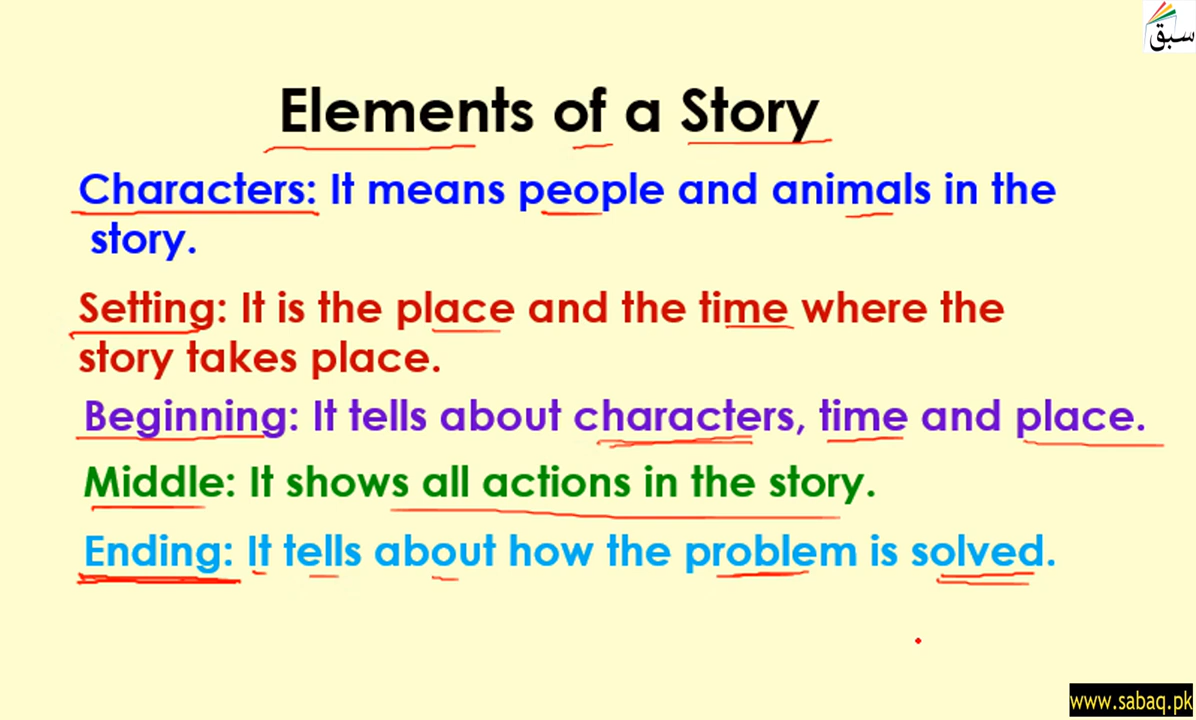 سبق
Elements of a Story
Characters: It means people and animals in the
story.
Setting: It is the place and the time where the
story takes place.
Beginning: It tells about characters, time and place.
Middle: It shows all actions in the story.
Ending: It tells about how the problem is solved.
www.sabaq.pk